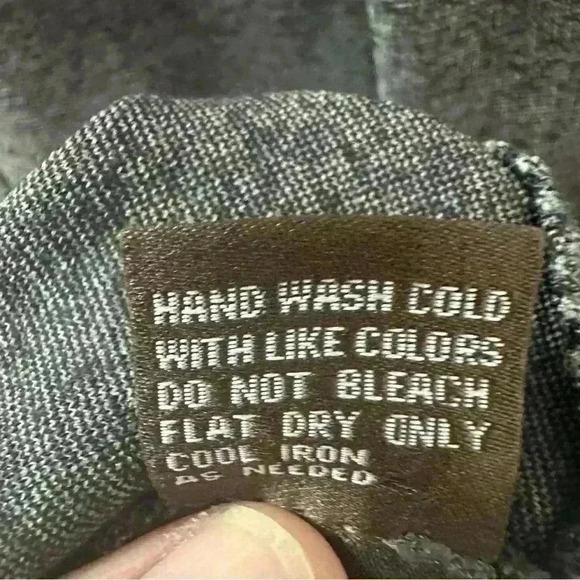 HAND WASH COLD
WITH LIKE COLORS
DO NOT BLEACH
FLAT DRY ONLY
COOL IRON
AS NEEDED